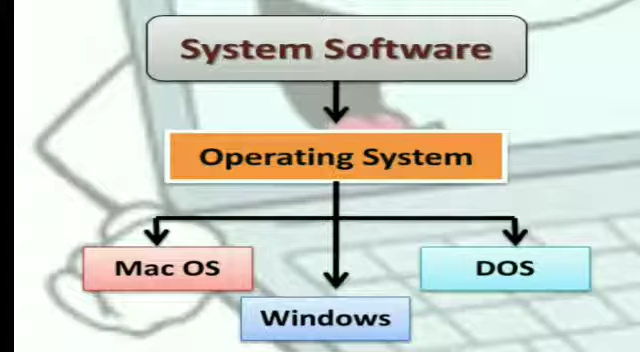 System Software
Operating System
Mac OS
DOS
Windows